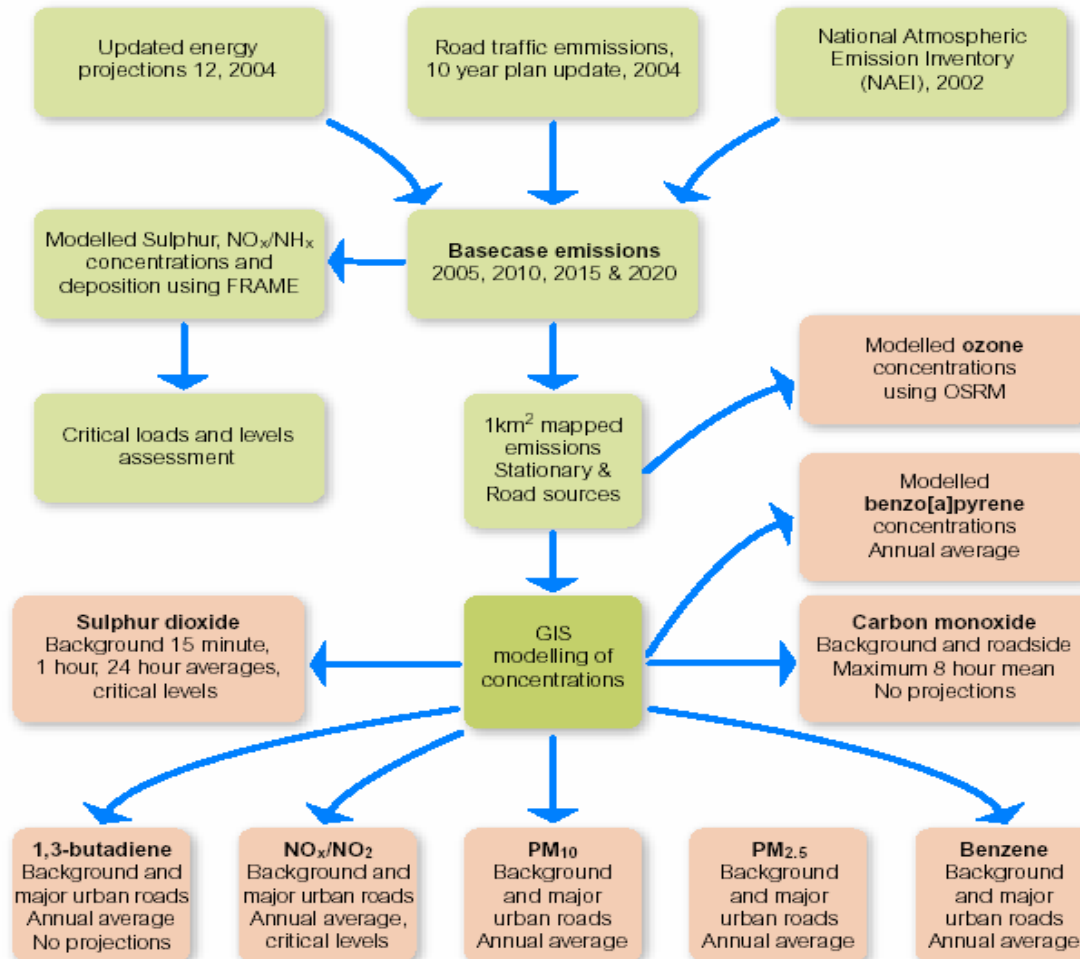 Updated energy
projections 12, 2004
Road traffic emmissions,
10 year plan update, 2004
National Atmospheric
Emission Inventory
(NAEI), 2002
Modelled Sulphur, NOₓ/NHₓ
concentrations and
deposition using FRAME
Basecase emissions
2005, 2010, 2015 & 2020
Critical loads and levels
assessment
1km² mapped
emissions
Stationary &
Road sources
Modelled ozone
concentrations
using OSRM
Modelled
benzo[a]pyrene
concentrations
Annual average
Sulphur dioxide
Background 15 minute,
1 hour, 24 hour averages,
critical levels
GIS
modelling of
concentrations
Carbon monoxide
Background and roadside
Maximum 8 hour mean
No projections
1,3-butadiene
Background and
major urban roads
Annual average
No projections
NOₓ/NO₂
Background and
major urban roads
Annual average,
critical levels
PM₁₀
Background
and major
urban roads
Annual average
PM₂.₅
Background
and major
urban roads
Annual average
Benzene
Background
and major
urban roads
Annual average